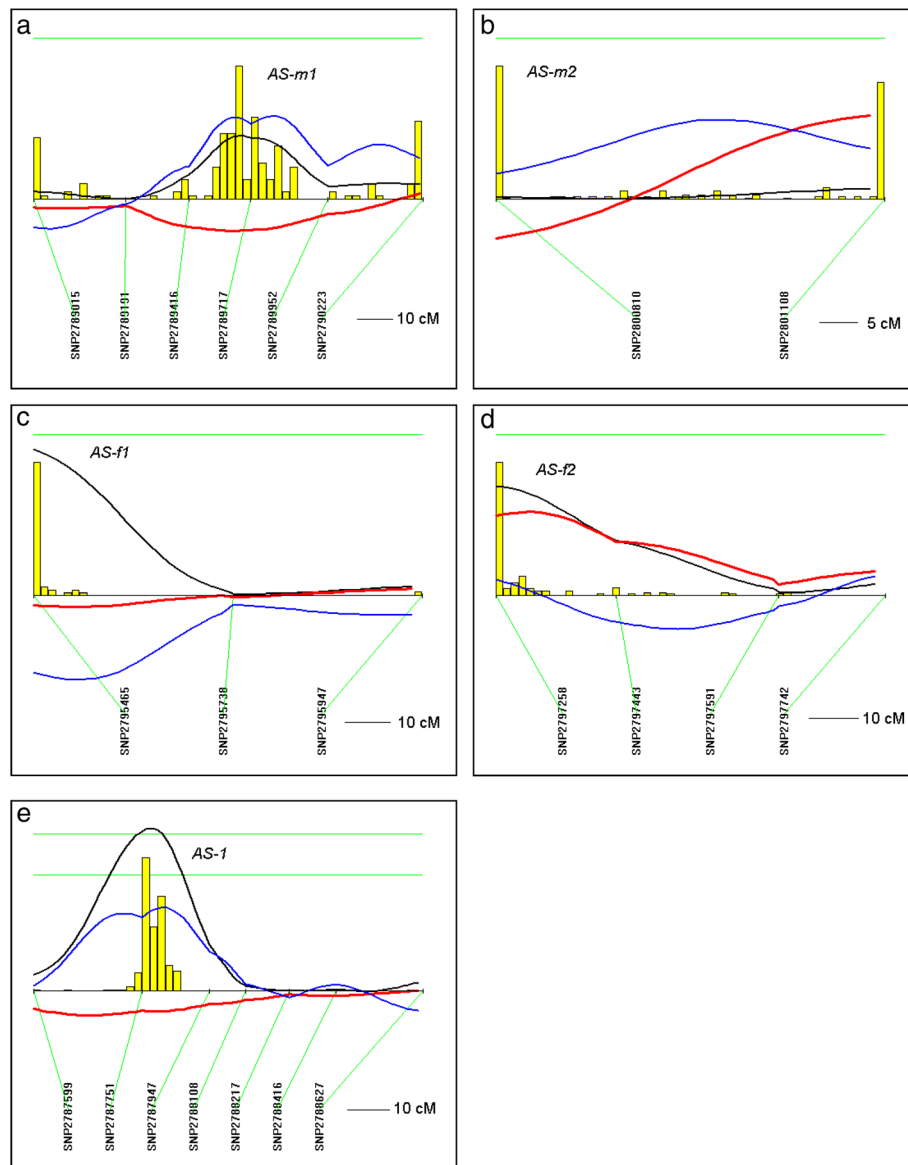 a
AS-m1
SNP2789015
SNP2789191
SNP2789416
SNP2789717
SNP2789952
SNP2790223
10 cM
b
AS-m2
SNP2800810
SNP2801108
5 cM
c
AS-f1
SNP2795465
SNP2795738
SNP2795947
10 cM
d
AS-f2
SNP2797258
SNP2797443
SNP2797591
SNP2797742
10 cM
e
AS-1
SNP2787599
SNP2787751
SNP2787947
SNP2788108
SNP2788217
SNP2788416
SNP2788627
10 cM